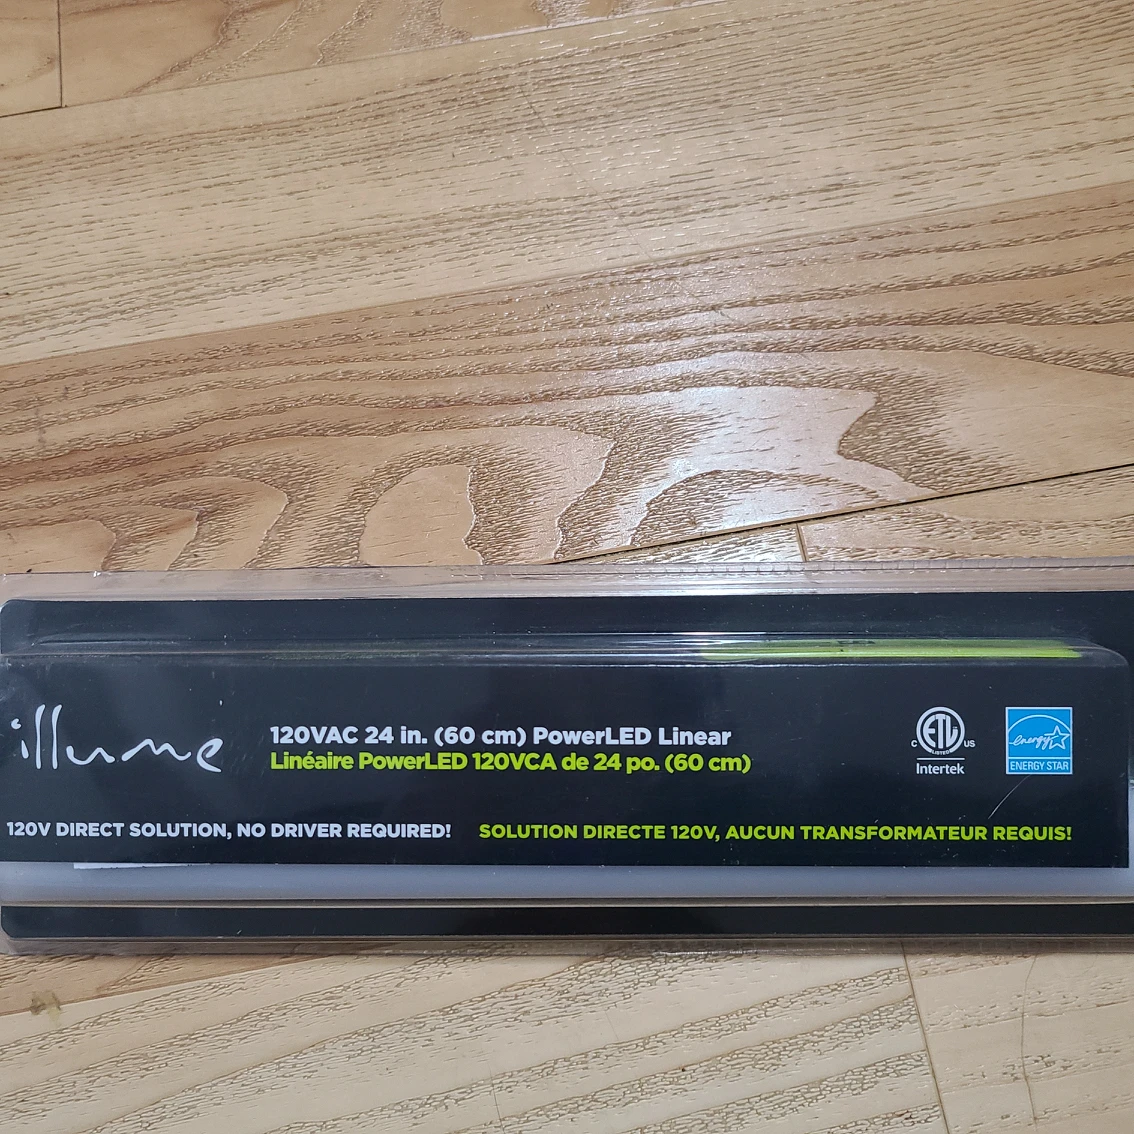 illume
120VAC 24 in. (60 cm) PowerLED Linear
Linéaire PowerLED 120VCA de 24 po. (60 cm)
C ETL US
LISTED
Intertek
energy
ENERGY STAR
120V DIRECT SOLUTION, NO DRIVER REQUIRED! SOLUTION DIRECTE 120V, AUCUN TRANSFORMATEUR REQUIS!